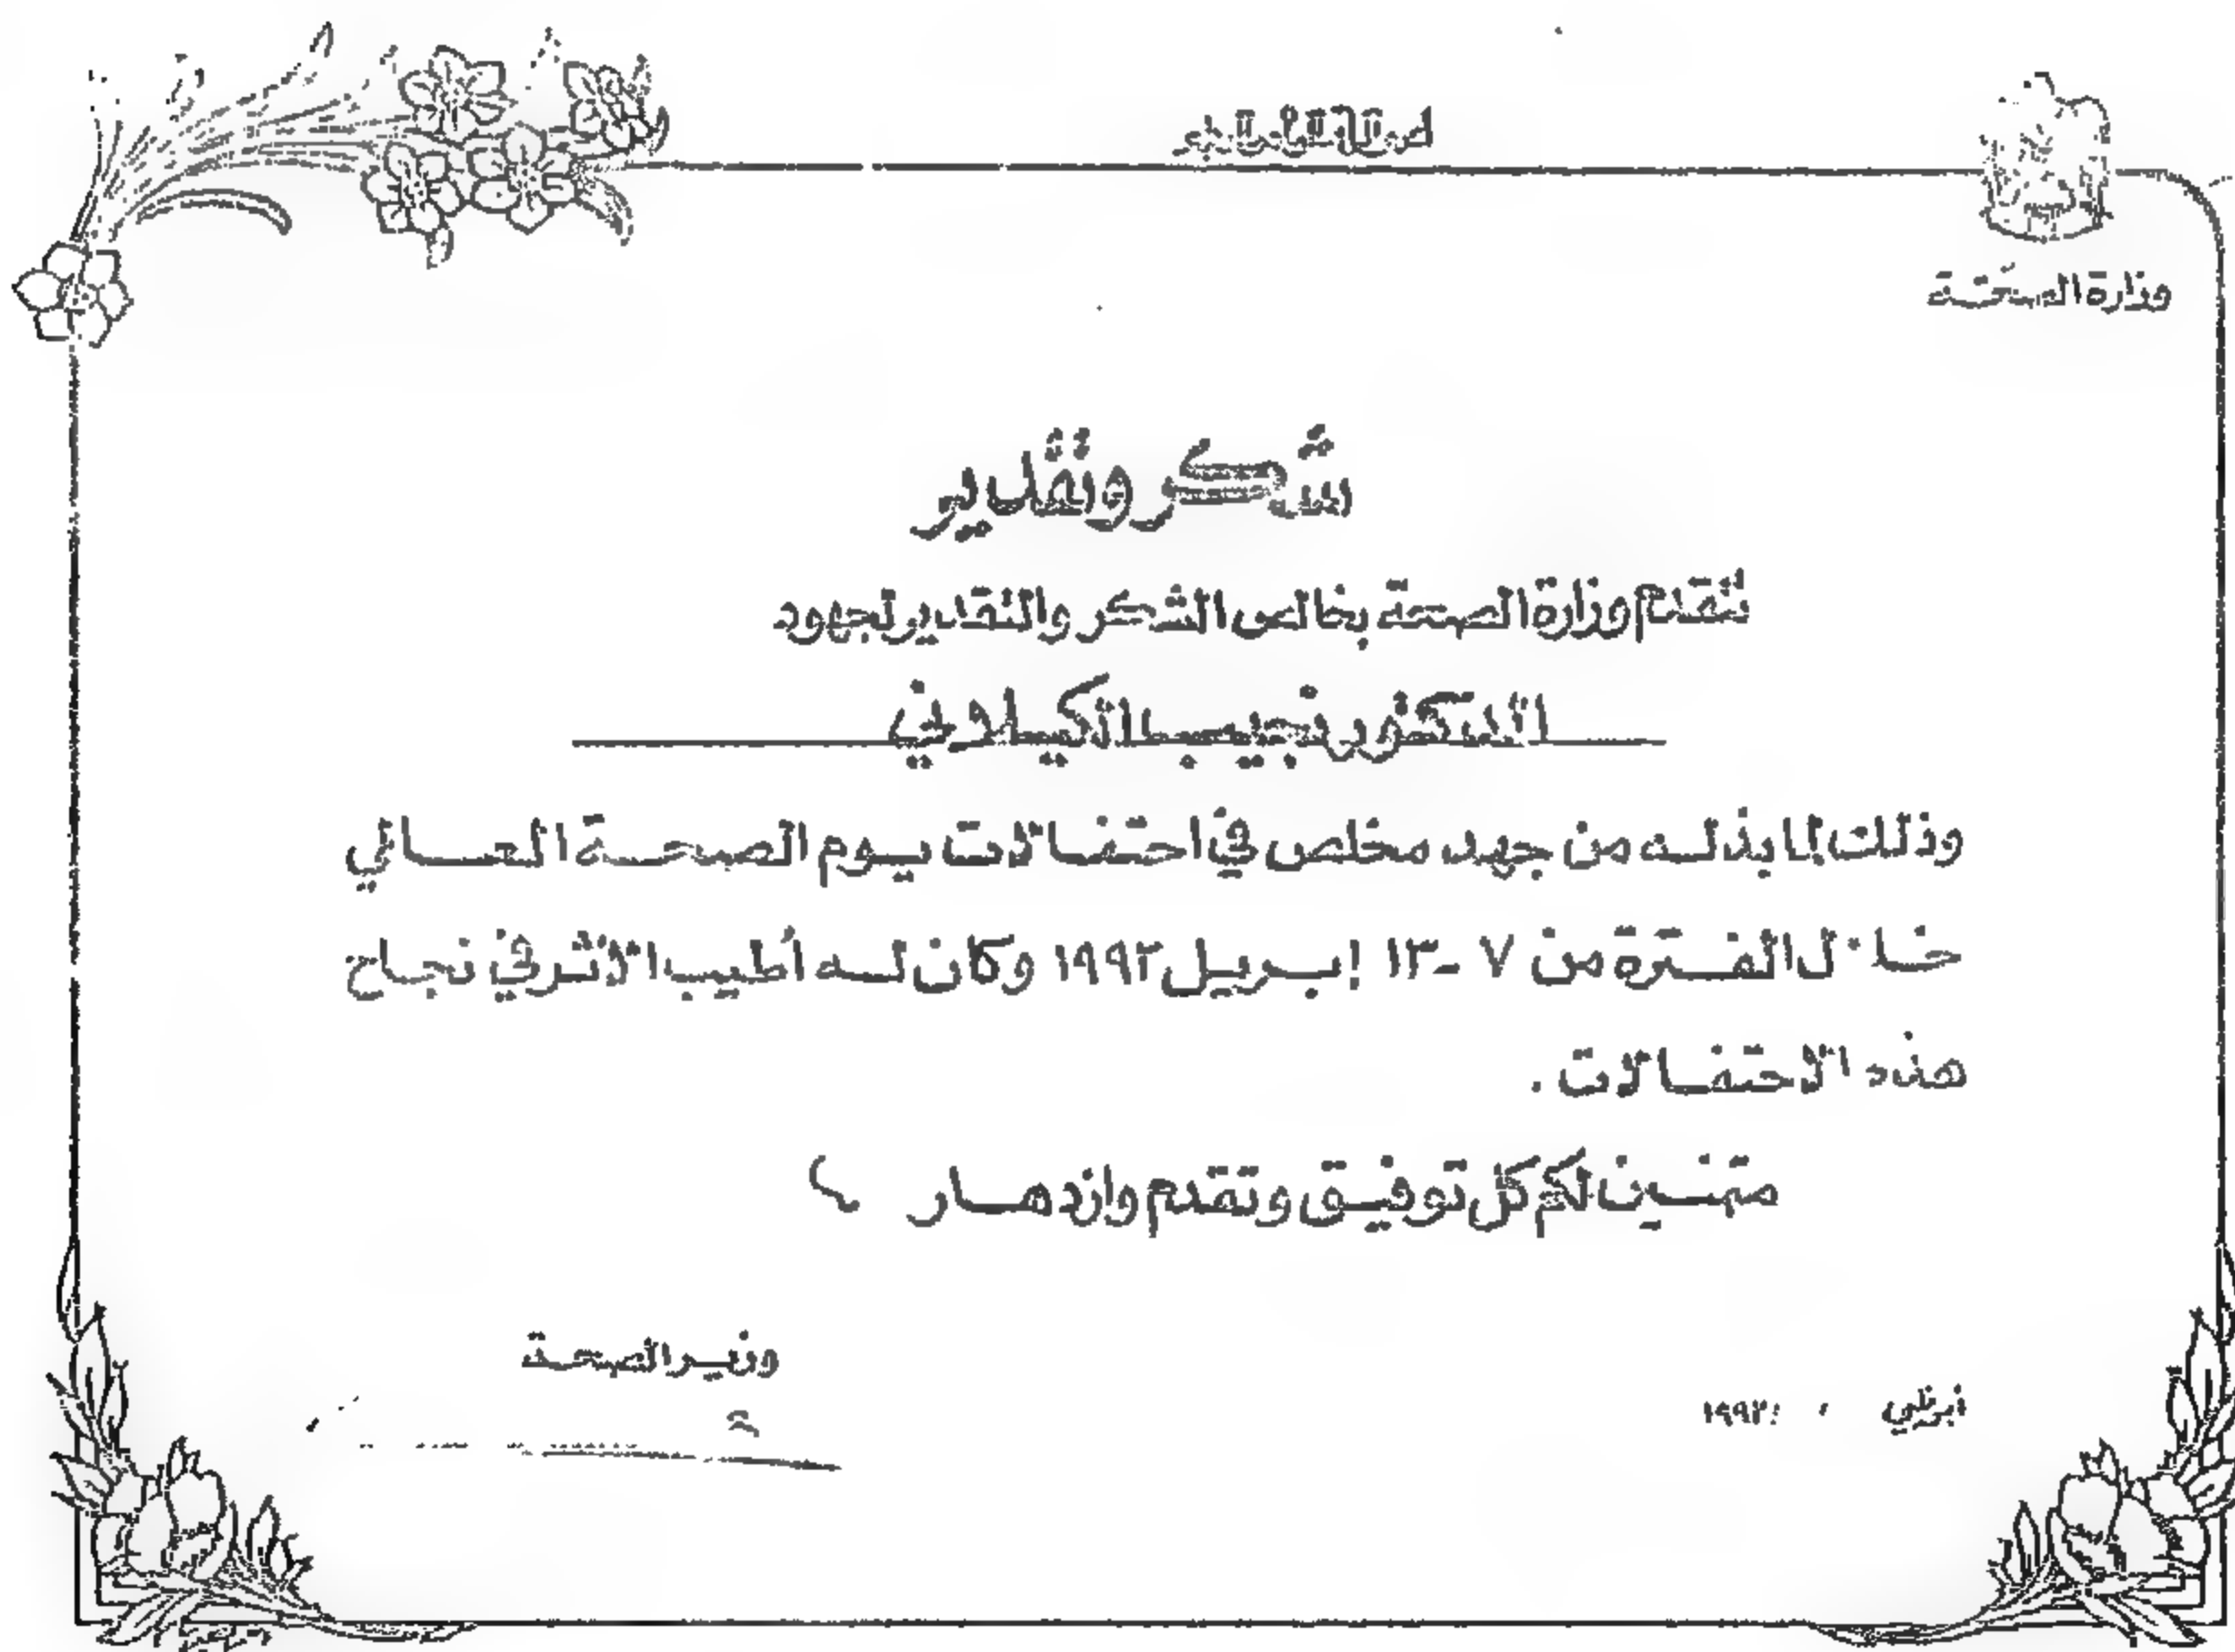 وزارة الصحة
شكر وتقدير
تتقدم وزارة الصحة بخالص الشكر والتقدير لجهود
الدكتور نجيب الكيلاني
وذلك لما بذله من جهد مخلص في احتفالات يوم الصحة العالمي
خلال الفترة من ٧ - ١٣ إبريل ١٩٩٢ وكان له أطيب الاثر في نجاح
هذه الاحتفالات .
متمنين لكم كل توفيق وتقدم وازدهار
وزير الصحة
أبوظبي ١٩٩٢